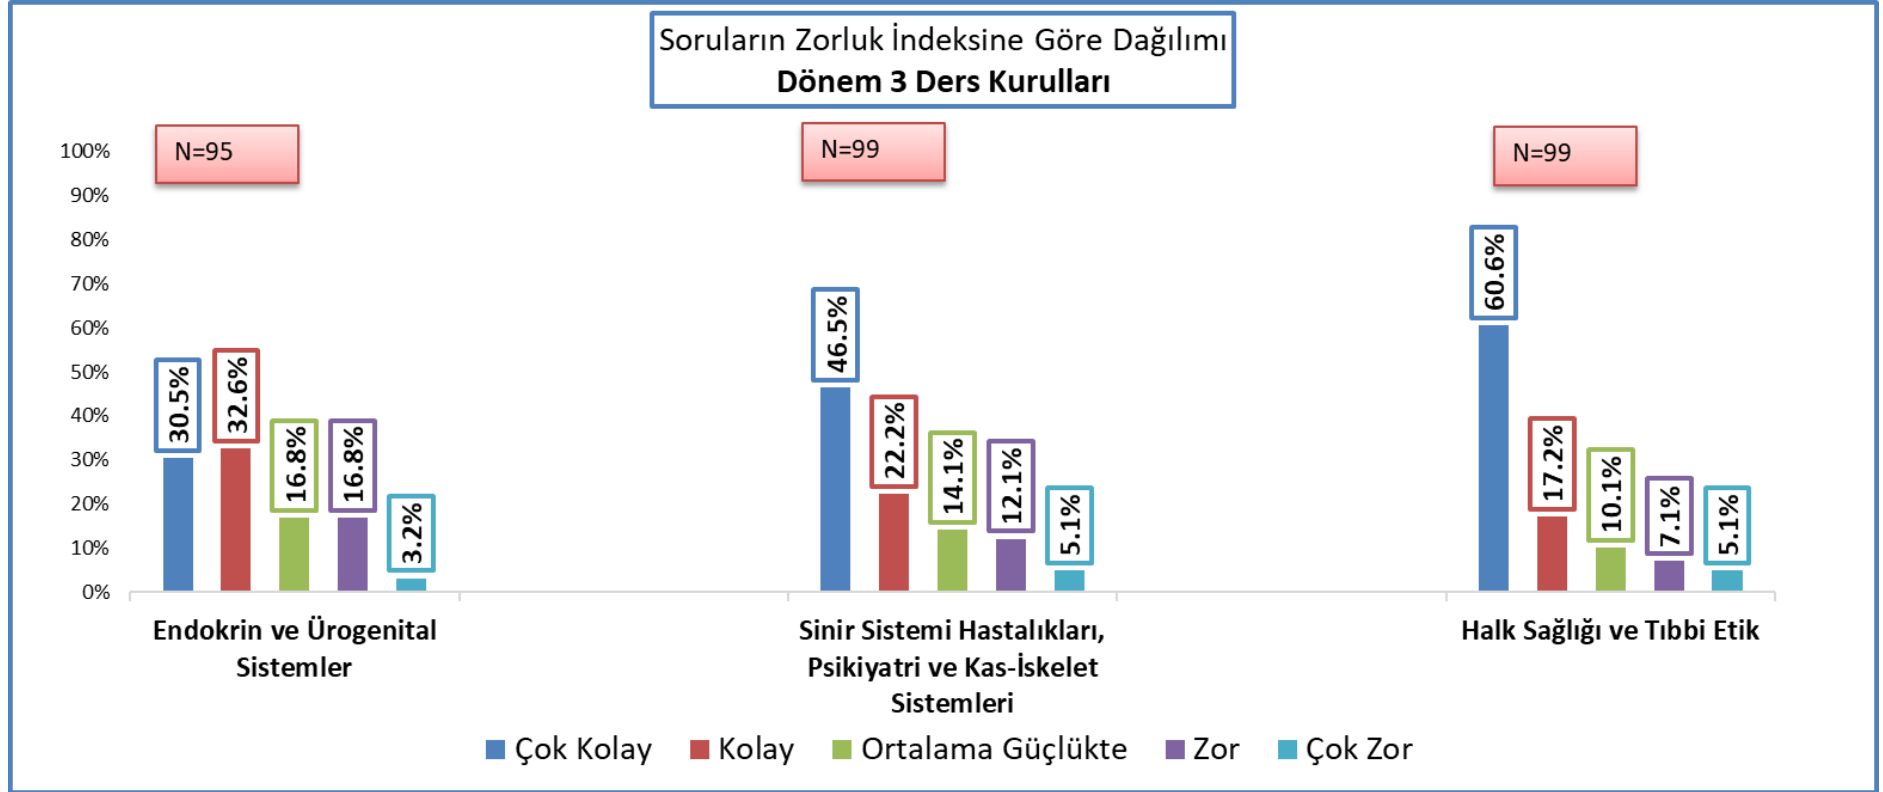 Soruların Zorluk İndeksine Göre Dağılımı
Dönem 3 Ders Kurulları
N=95
N=99
N=99
100%
90%
80%
70%
60%
50%
40%
30%
20%
10%
0%
30.5%
32.6%
16.8%
16.8%
3.2%
46.5%
22.2%
14.1%
12.1%
5.1%
60.6%
17.2%
10.1%
7.1%
5.1%
Endokrin ve Ürogenital
Sistemler
Sinir Sistemi Hastalıkları,
Psikiyatri ve Kas-İskelet
Sistemleri
Halk Sağlığı ve Tıbbi Etik
Çok Kolay
Kolay
Ortalama Güçlükte
Zor
Çok Zor